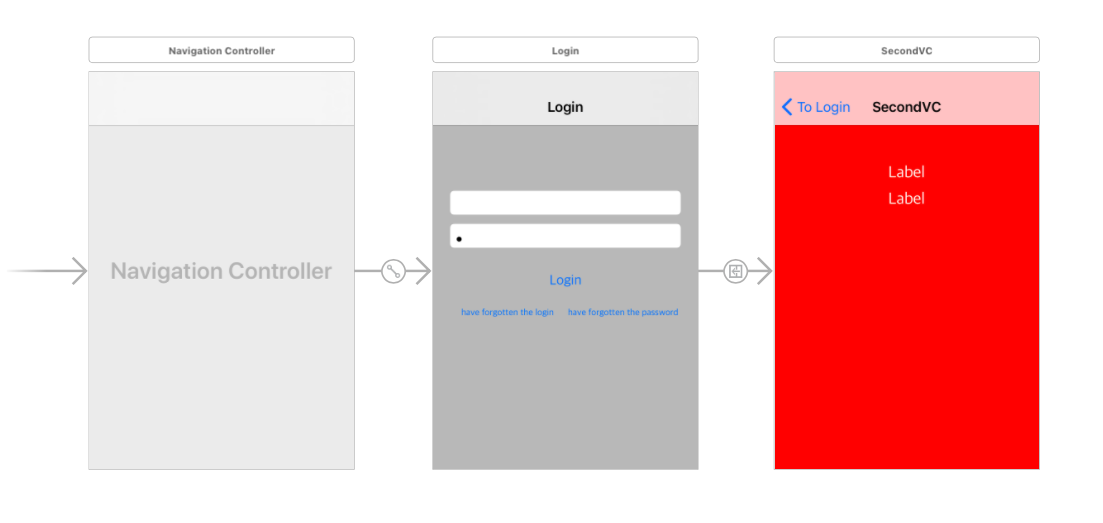 Navigation Controller
Login
SecondVC
Login
To Login
SecondVC
Label
Label
Navigation Controller
Login
have forgotten the login
have forgotten the password